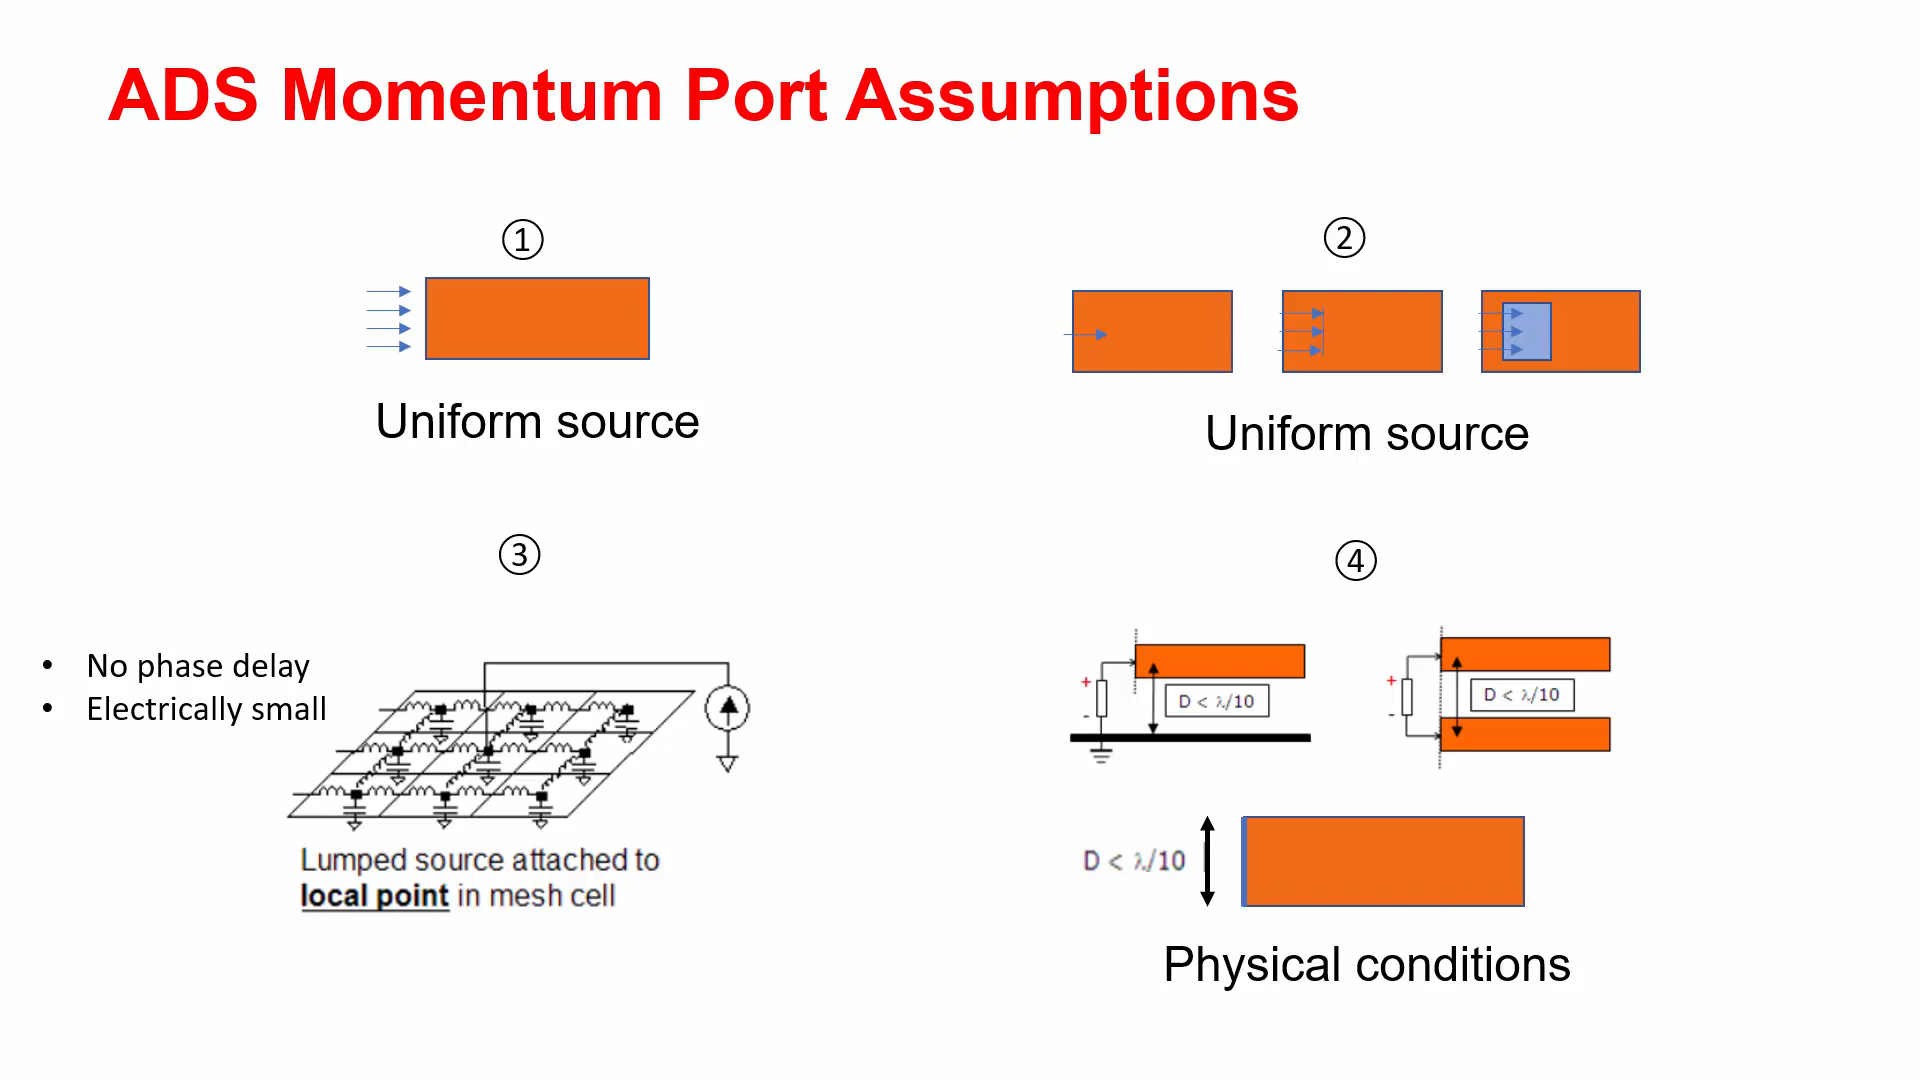 ADS Momentum Port Assumptions
①
Uniform source
②
Uniform source
③
• No phase delay
• Electrically small
Lumped source attached to
local point in mesh cell
④
+
-
D < λ/10
+
-
D < λ/10
D < λ/10
Physical conditions